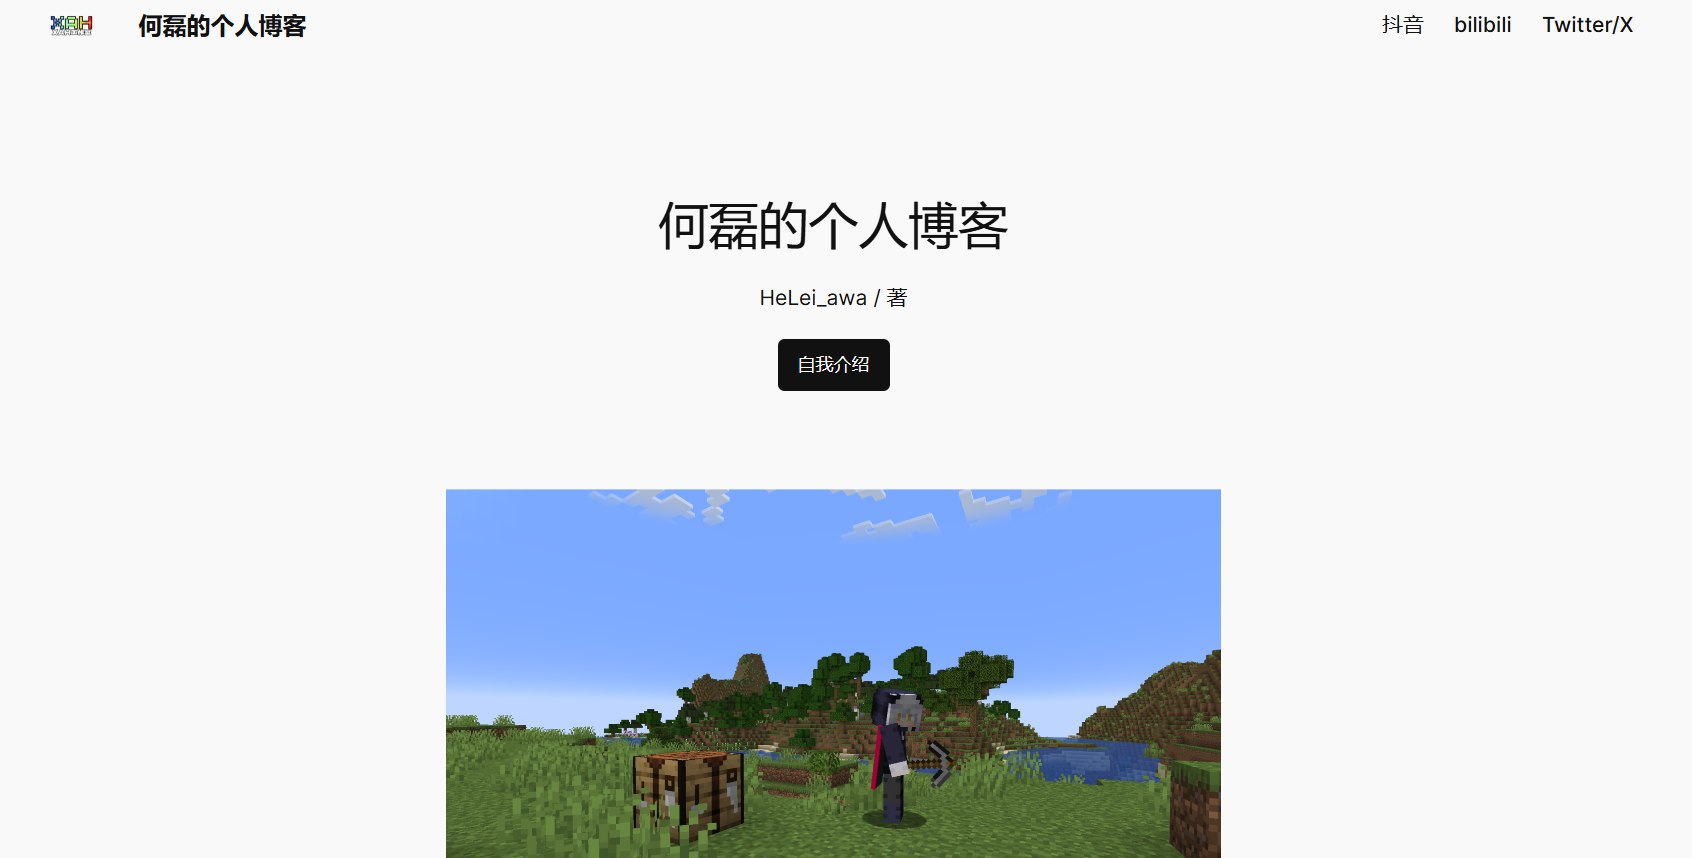 XAH
何磊的个人博客
抖音 bilibili Twitter/X
何磊的个人博客
HeLei_awa / 著
自我介绍